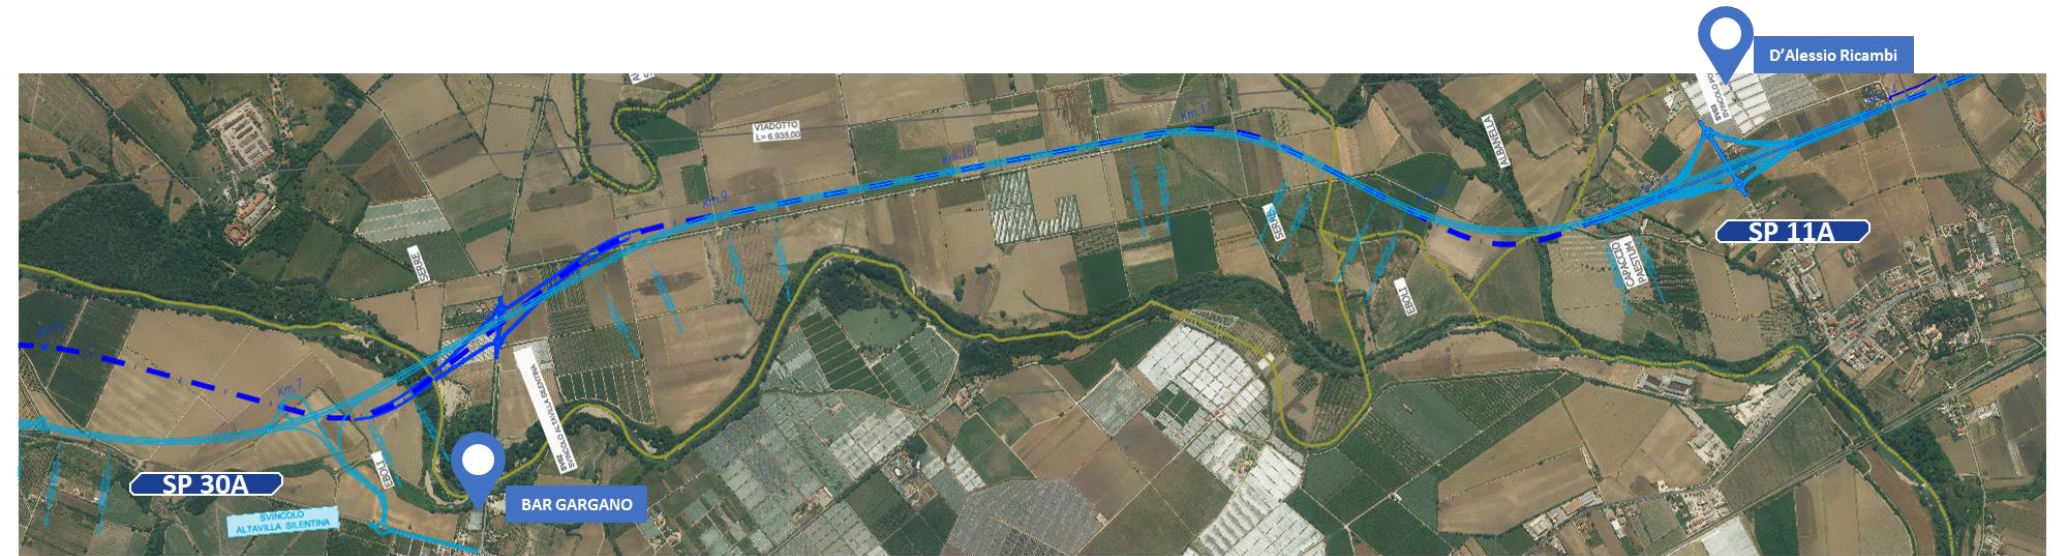 D'Alessio Ricambi
VIADOTTO
L= 6.935,00
Km.10
Km.9
ALBANELLA
SERRE
SERRE
SP 11A
CAPACCIO
PAESTUM
EBOLI
Km.7
SV02
SVINCOLO ALTAVILLA SILENTINA
EBOLI
SP 30A
BAR GARGANO
SVINCOLO
ALTAVILLA SILENTINA